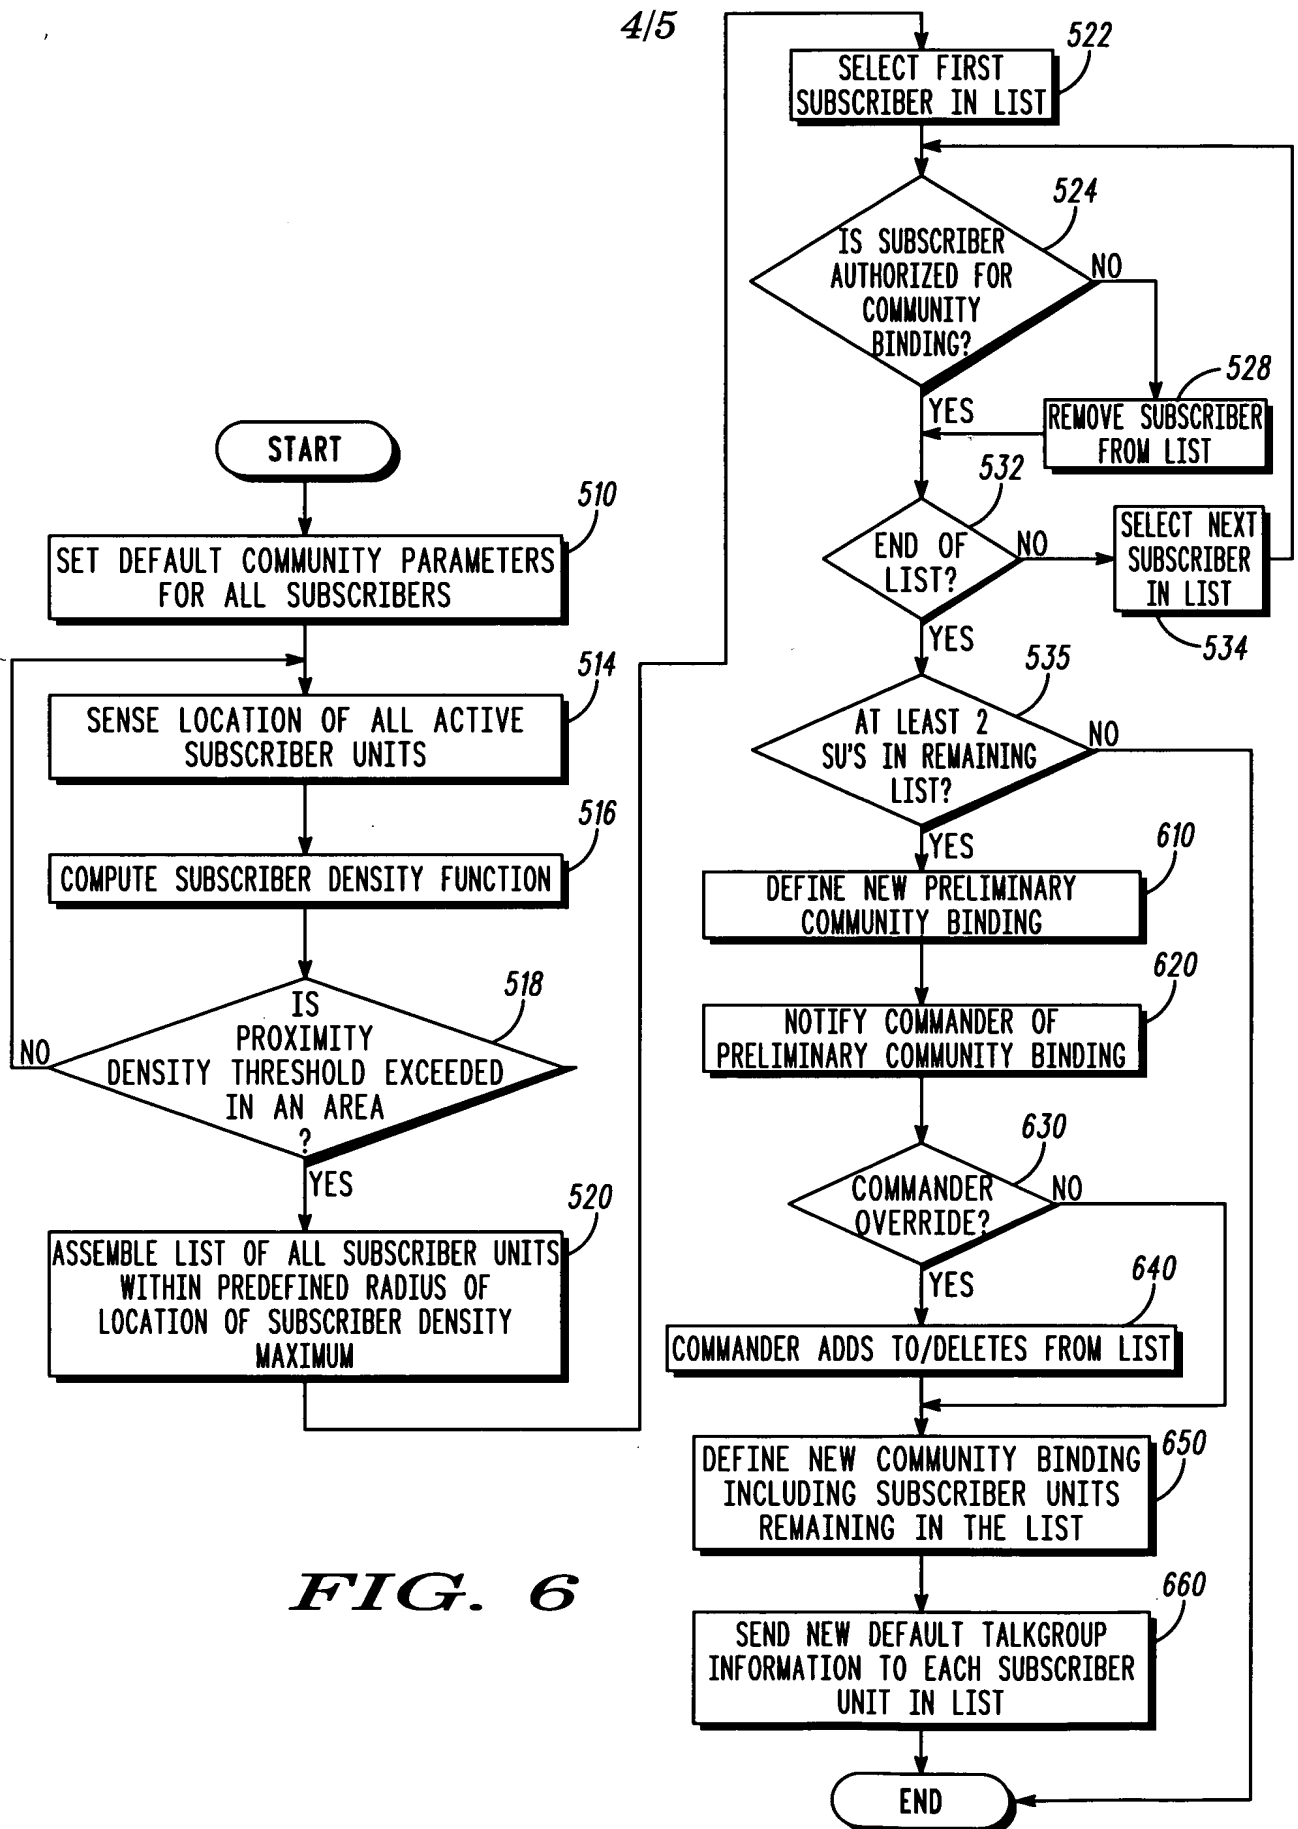 4/5
START
510
SET DEFAULT COMMUNITY PARAMETERS
FOR ALL SUBSCRIBERS
514
SENSE LOCATION OF ALL ACTIVE
SUBSCRIBER UNITS
516
COMPUTE SUBSCRIBER DENSITY FUNCTION
518
IS
PROXIMITY
DENSITY THRESHOLD EXCEEDED
IN AN AREA
?
NO
YES
520
ASSEMBLE LIST OF ALL SUBSCRIBER UNITS
WITHIN PREDEFINED RADIUS OF
LOCATION OF SUBSCRIBER DENSITY
MAXIMUM
522
SELECT FIRST
SUBSCRIBER IN LIST
524
IS SUBSCRIBER
AUTHORIZED FOR
COMMUNITY
BINDING?
NO
YES
528
REMOVE SUBSCRIBER
FROM LIST
532
END OF
LIST?
NO
YES
SELECT NEXT
SUBSCRIBER
IN LIST
534
535
AT LEAST 2
SU'S IN REMAINING
LIST?
NO
YES
610
DEFINE NEW PRELIMINARY
COMMUNITY BINDING
620
NOTIFY COMMANDER OF
PRELIMINARY COMMUNITY BINDING
630
COMMANDER
OVERRIDE?
NO
YES
640
COMMANDER ADDS TO/DELETES FROM LIST
650
DEFINE NEW COMMUNITY BINDING
INCLUDING SUBSCRIBER UNITS
REMAINING IN THE LIST
660
SEND NEW DEFAULT TALKGROUP
INFORMATION TO EACH SUBSCRIBER
UNIT IN LIST
END
FIG. 6